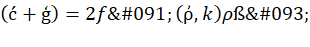 (ć + ǵ) = 2f&#091;(ṕ, k)ρß&#093;